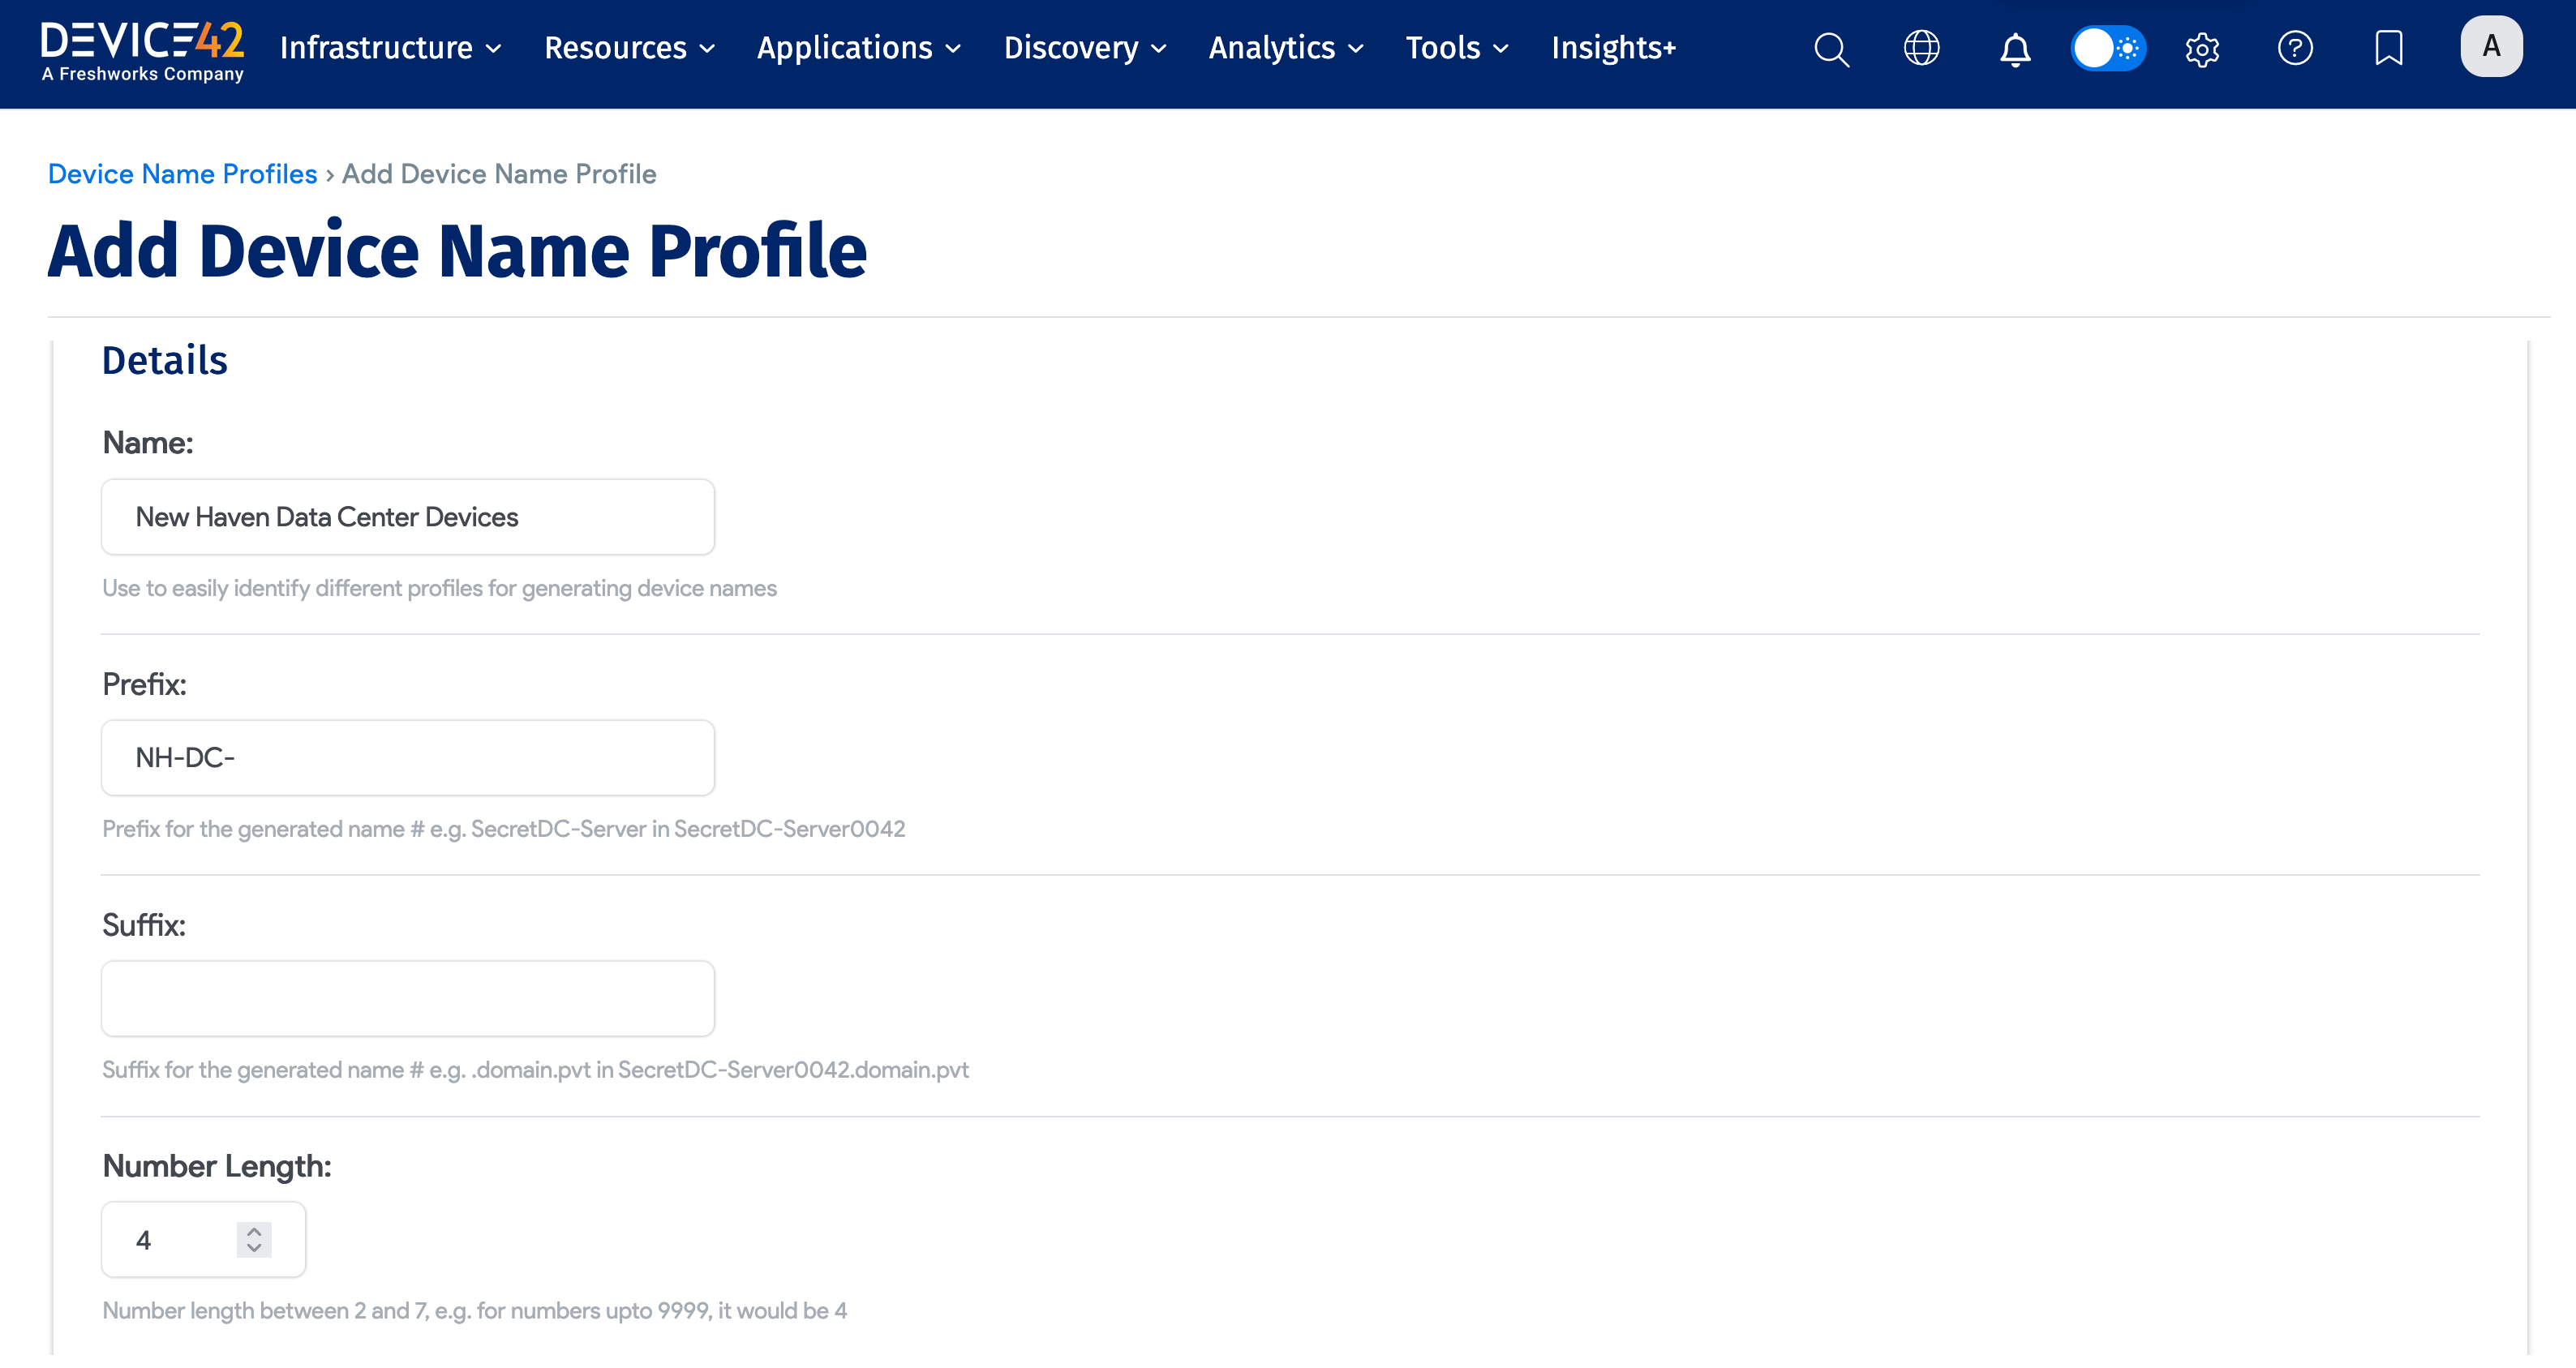 DEVICE42
A Freshworks Company
Infrastructure Resources Applications Discovery Analytics Tools Insights+
A
Device Name Profiles › Add Device Name Profile
Add Device Name Profile
Details
Name:
New Haven Data Center Devices
Use to easily identify different profiles for generating device names
Prefix:
NH-DC-
Prefix for the generated name # e.g. SecretDC-Server in SecretDC-Server0042
Suffix:
Suffix for the generated name # e.g. .domain.pvt in SecretDC-Server0042.domain.pvt
Number Length:
4
Number length between 2 and 7, e.g. for numbers upto 9999, it would be 4